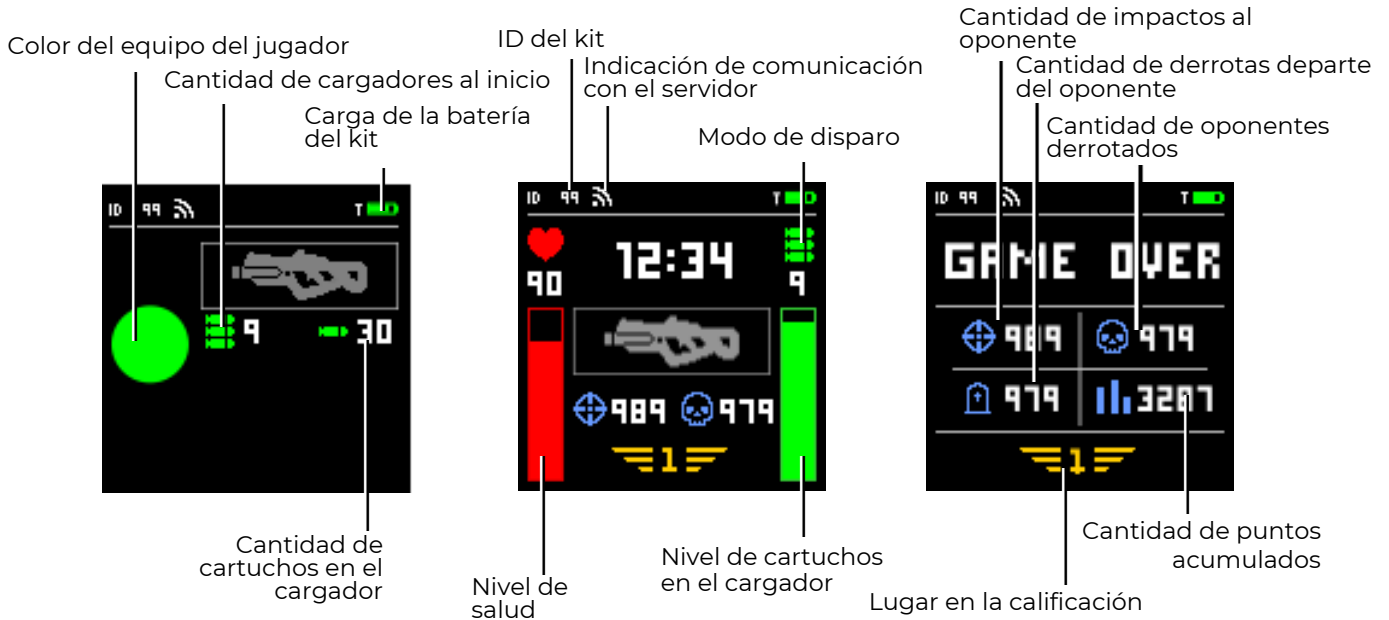 Cantidad de impactos al
oponente
Color del equipo del jugador
ID del kit
Cantidad de cargadores al inicio
Indicación de comunicación
con el servidor
Cantidad de derrotas departe
del oponente
Carga de la batería
del kit
Modo de disparo
Cantidad de oponentes
derrotados
ID 99
T
9
30
ID 99
T
12:34
90
9
989
979
1
ID 99
T
GAME OVER
989
979
979
3287
1
Cantidad de
cartuchos en el
cargador
Nivel de
salud
Nivel de cartuchos
en el cargador
Cantidad de puntos
acumulados
Lugar en la calificación